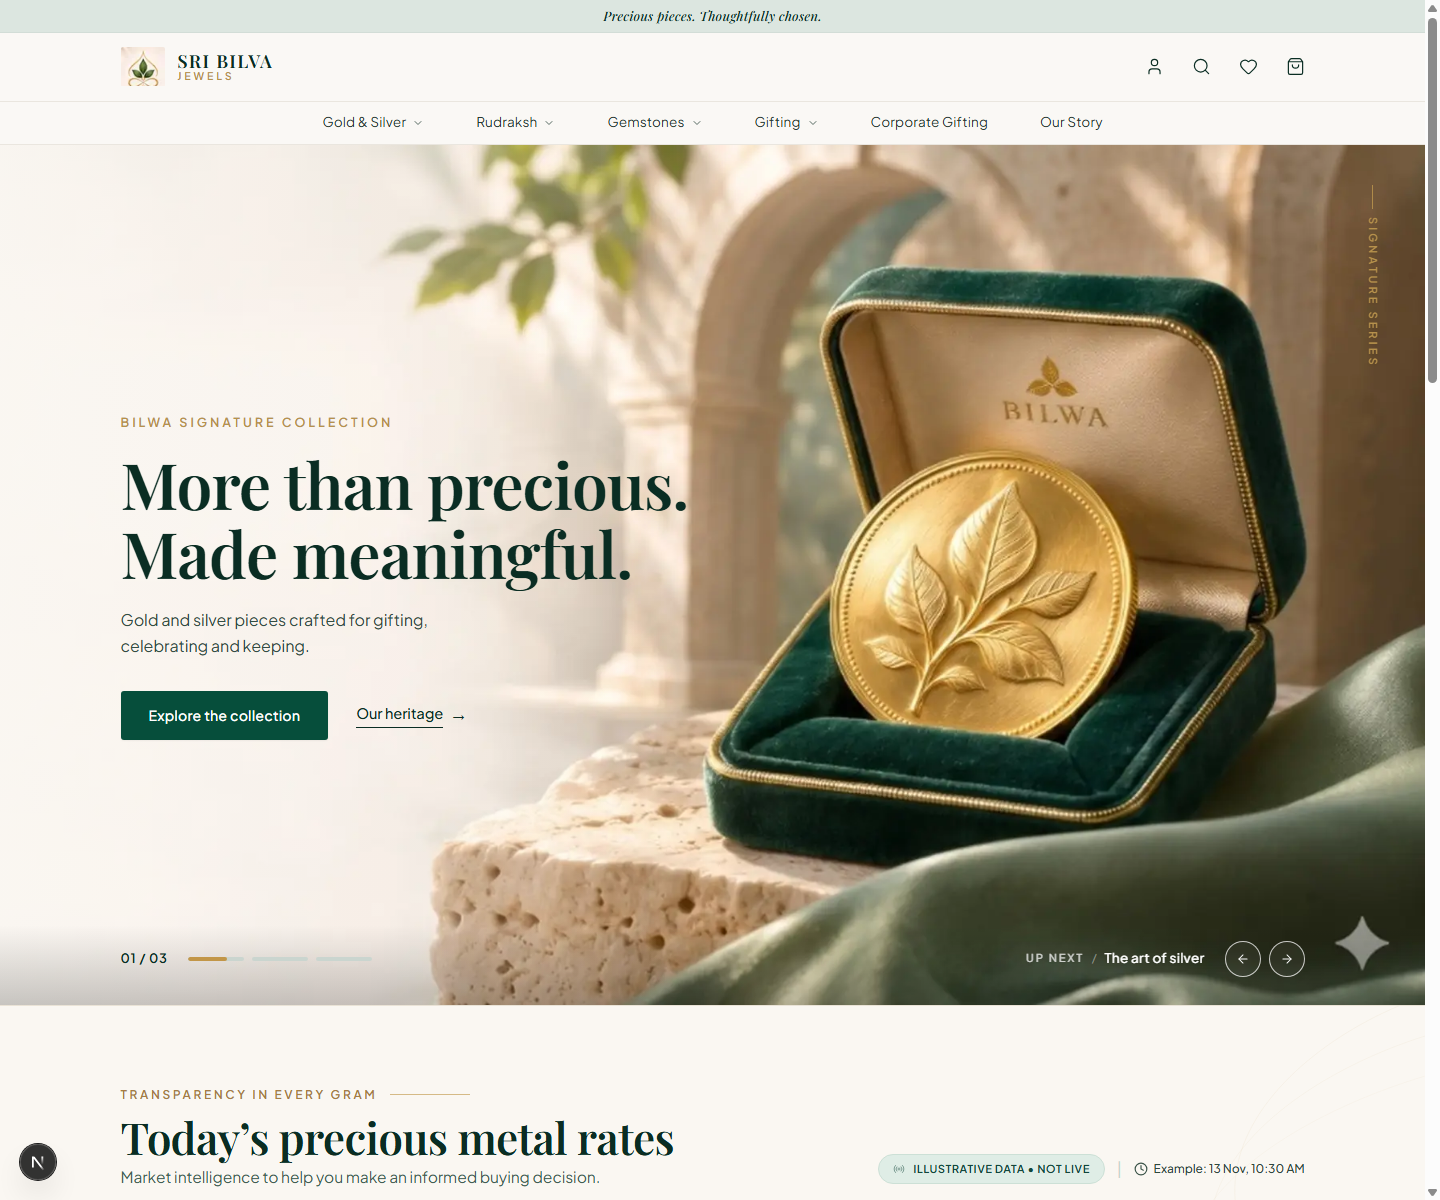 Precious pieces. Thoughtfully chosen.
SRI BILVA
JEWELS
Gold & Silver
Rudraksh
Gemstones
Gifting
Corporate Gifting
Our Story
SIGNATURE SERIES
BILWA
BILWA SIGNATURE COLLECTION
More than precious.
Made meaningful.
Gold and silver pieces crafted for gifting,
celebrating and keeping.
Explore the collection
Our heritage →
01 / 03
UP NEXT / The art of silver
TRANSPARENCY IN EVERY GRAM
Today’s precious metal rates
Market intelligence to help you make an informed buying decision.
ILLUSTRATIVE DATA • NOT LIVE
Example: 13 Nov, 10:30 AM
N